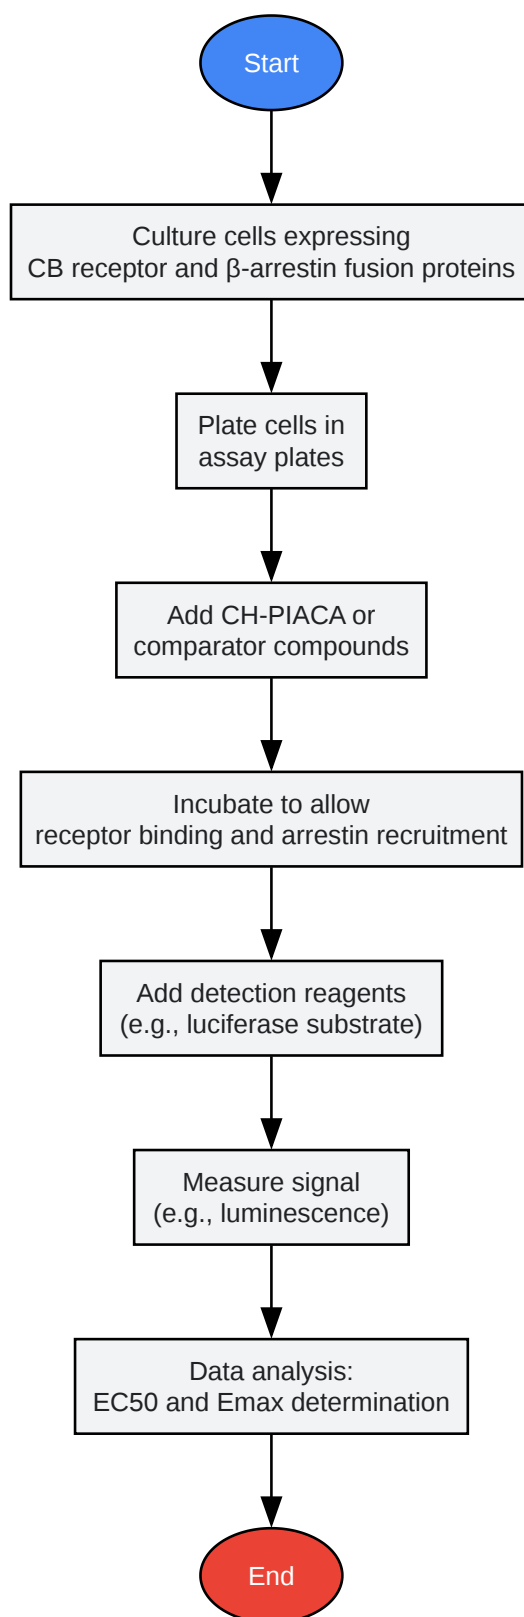 Start
Culture cells expressing
CB receptor and β-arrestin fusion proteins
Plate cells in
assay plates
Add CH-PIACA or
comparator compounds
Incubate to allow
receptor binding and arrestin recruitment
Add detection reagents
(e.g., luciferase substrate)
Measure signal
(e.g., luminescence)
Data analysis:
EC50 and Emax determination
End